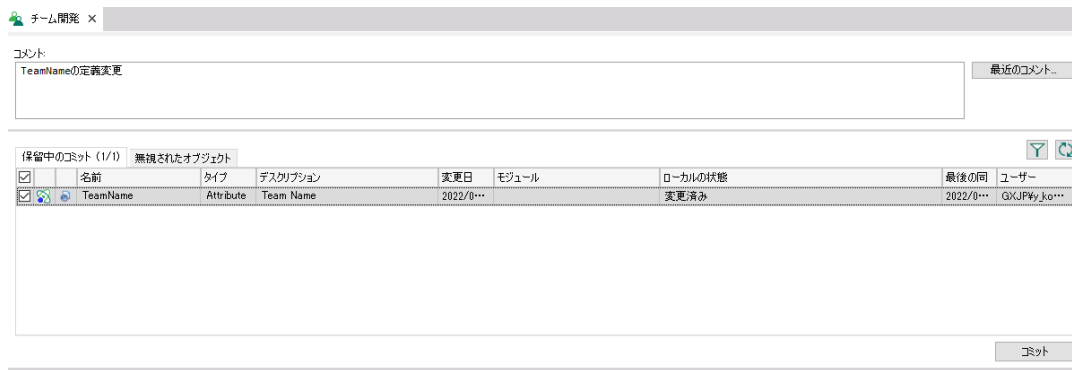 チーム開発 ×
コメント:
TeamNameの定義変更
最近のコメント...
保留中のコミット (1/1) 無視されたオブジェクト
名前 タイプ デスクリプション 変更日 モジュール ローカルの状態 最後の同 ユーザー
TeamName Attribute Team Name 2022/0… 変更済み 2022/0… GXJP¥y_ko…
コミット